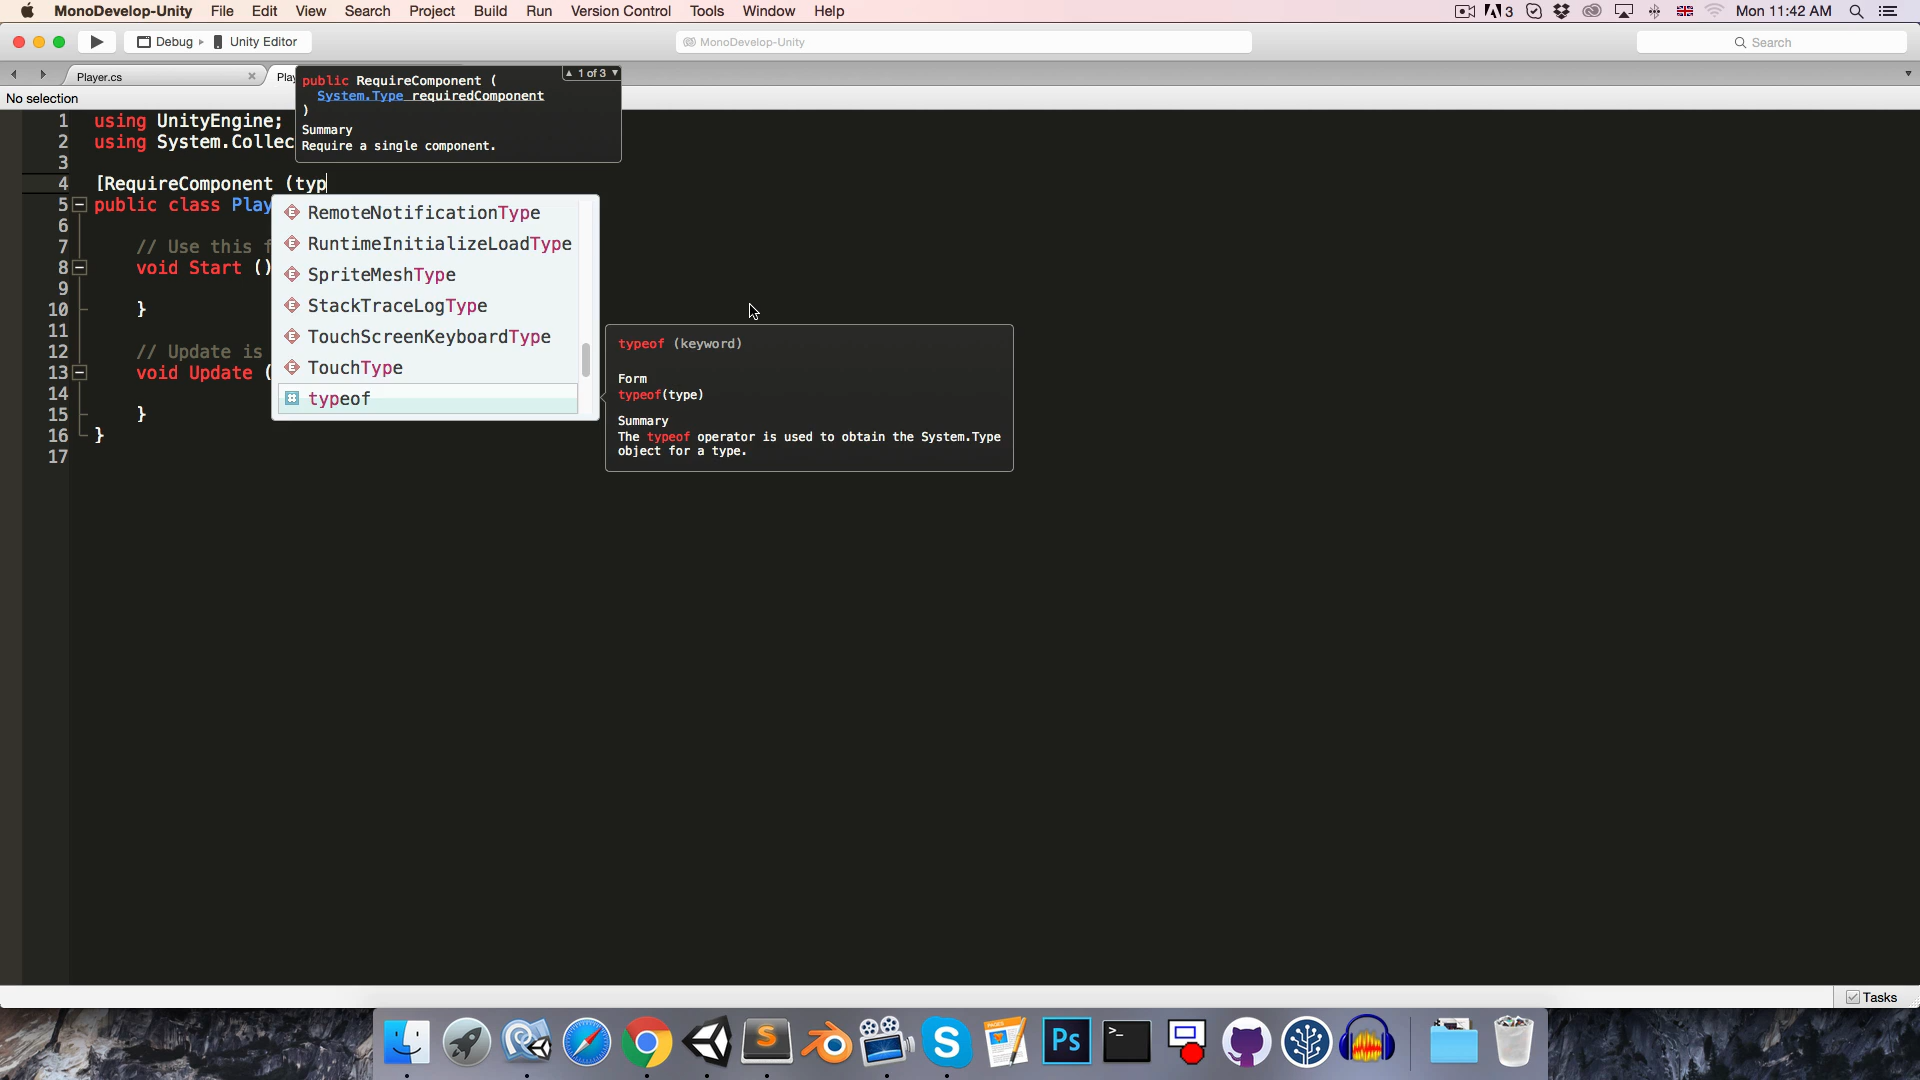 MonoDevelop-Unity File Edit View Search Project Build Run Version Control Tools Window Help 3 Mon 11:42 AM
Debug Unity Editor MonoDevelop-Unity Search
Player.cs Play
No selection
public RequireComponent ( 1 of 3
System.Type requiredComponent
)
Summary
Require a single component.
1 using UnityEngine;
2 using System.Collec
3
4 [RequireComponent (typ
5 public class Play
6
7 // Use this f
8 void Start ()
9
10 }
11
12 // Update is
13 void Update (
14
15 }
16 }
17
RemoteNotificationType
RuntimeInitializeLoadType
SpriteMeshType
StackTraceLogType
TouchScreenKeyboardType
TouchType
typeof
typeof (keyword)
Form
typeof(type)
Summary
The typeof operator is used to obtain the System.Type
object for a type.
Tasks
S
S
PAGES
Ps
>_